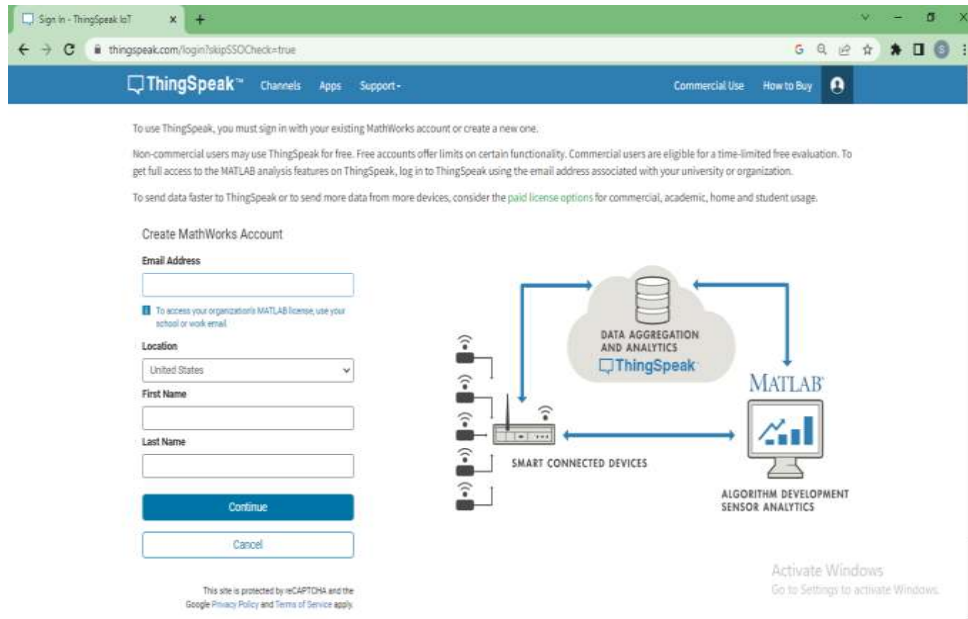 Sign In - ThingSpeak IoT
thingspeak.com/login?skipSSOCheck=true
ThingSpeak™ Channels Apps Support Commercial Use How to Buy
To use ThingSpeak, you must sign in with your existing MathWorks account or create a new one.
Non-commercial users may use ThingSpeak for free. Free accounts offer limits on certain functionality. Commercial users are eligible for a time-limited free evaluation. To
get full access to the MATLAB analysis features on ThingSpeak, log in to ThingSpeak using the email address associated with your university or organization.
To send data faster to ThingSpeak or to send more data from more devices, consider the paid license options for commercial, academic, home and student usage.
Create MathWorks Account
Email Address
To access your organization's MATLAB license, use your
school or work email.
Location
United States
First Name
Last Name
Continue
Cancel
This site is protected by reCAPTCHA and the
Google Privacy Policy and Terms of Service apply.
DATA AGGREGATION
AND ANALYTICS
ThingSpeak
SMART CONNECTED DEVICES
MATLAB
ALGORITHM DEVELOPMENT
SENSOR ANALYTICS
Activate Windows
Go to Settings to activate Windows.